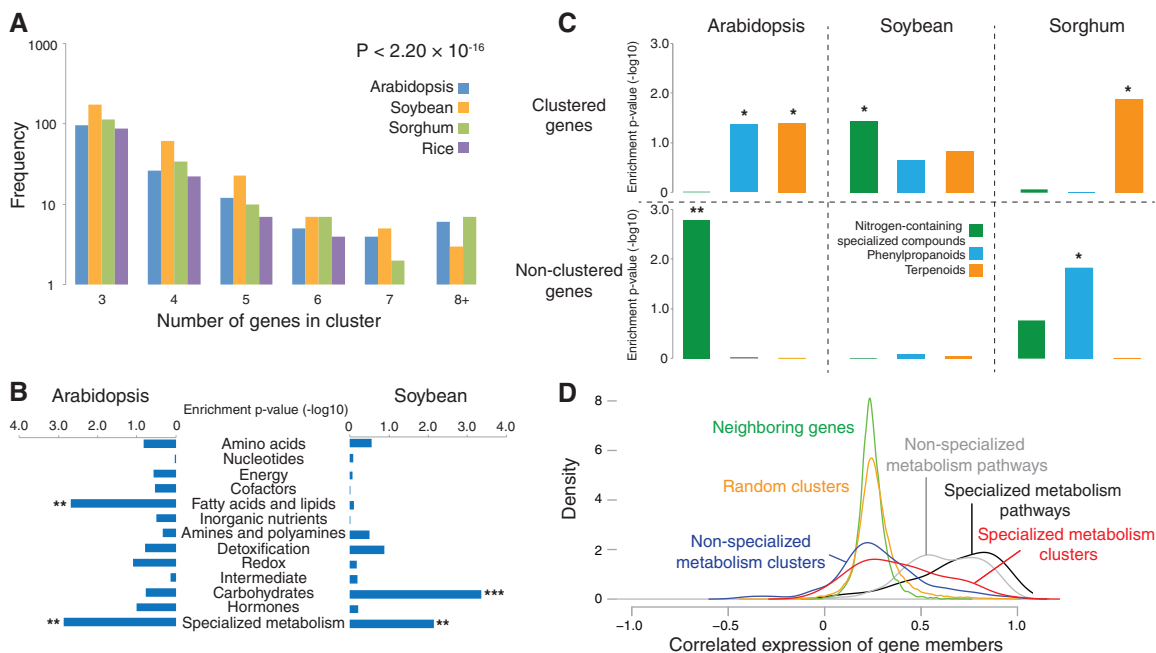 A
P < 2.20 × 10-16
Arabidopsis
Soybean
Sorghum
Rice
Frequency
1000
100
10
1
3
4
5
6
7
8+
Number of genes in cluster
B
Arabidopsis
Enrichment p-value (-log10)
Soybean
4.0 3.0 2.0 1.0 0
0 1.0 2.0 3.0 4.0
Amino acids
Nucleotides
Energy
Cofactors
** Fatty acids and lipids
Inorganic nutrients
Amines and polyamines
Detoxification
Redox
Intermediate
Carbohydrates ***
Hormones
** Specialized metabolism **
C
Arabidopsis
Soybean
Sorghum
Clustered
genes
Enrichment p-value (-log10)
3.0
2.0
1.0
0
* * * *
Non-clustered
genes
Enrichment p-value (-log10)
3.0
2.0
1.0
0
** *
Nitrogen-containing
specialized compounds
Phenylpropanoids
Terpenoids
D
Density
8
6
4
2
0
Neighboring genes
Random clusters
Non-specialized
metabolism clusters
Non-specialized
metabolism pathways
Specialized metabolism
pathways
Specialized metabolism
clusters
−1.0 −0.6 0 0.6 1.0
Correlated expression of gene members